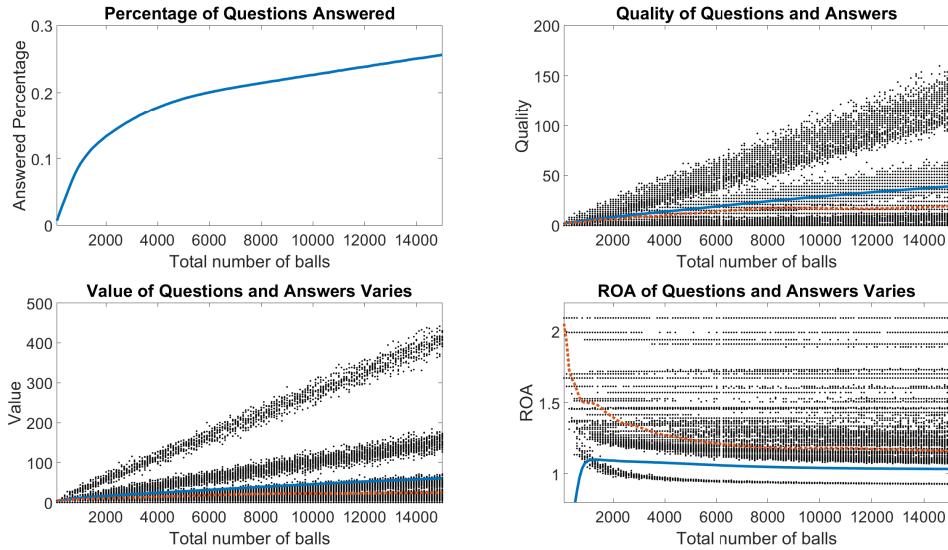 Percentage of Questions Answered
0.3
0.2
0.1
0
Answered Percentage
2000 4000 6000 8000 10000 12000 14000
Total number of balls
Quality of Questions and Answers
200
150
100
50
0
Quality
2000 4000 6000 8000 10000 12000 14000
Total number of balls
Value of Questions and Answers Varies
500
400
300
200
100
0
Value
2000 4000 6000 8000 10000 12000 14000
Total number of balls
ROA of Questions and Answers Varies
2
1.5
1
ROA
2000 4000 6000 8000 10000 12000 14000
Total number of balls